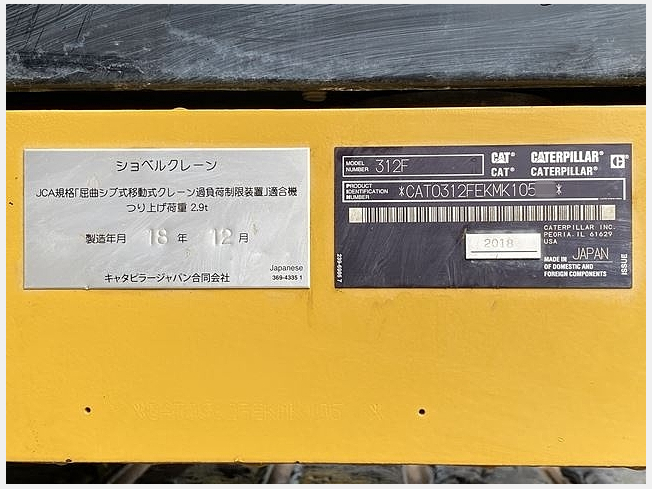 ショベルクレーン
JCA規格「屈曲ジブ式移動式クレーン過負荷制限装置」適合機
つり上げ荷重 2.9t
製造年月 18 年 12 月
キャタピラージャパン合同会社
Japanese
369-4335 1
MODEL NUMBER 312F
CAT® CATERPILLAR®
CAT® CATERPILLAR®
PRODUCT IDENTIFICATION NUMBER *CAT0312FEKMK105 *
CATERPILLAR INC.
PEORIA, IL 61629
USA
2018
MADE IN JAPAN
OF DOMESTIC AND
FOREIGN COMPONENTS
ISSUE